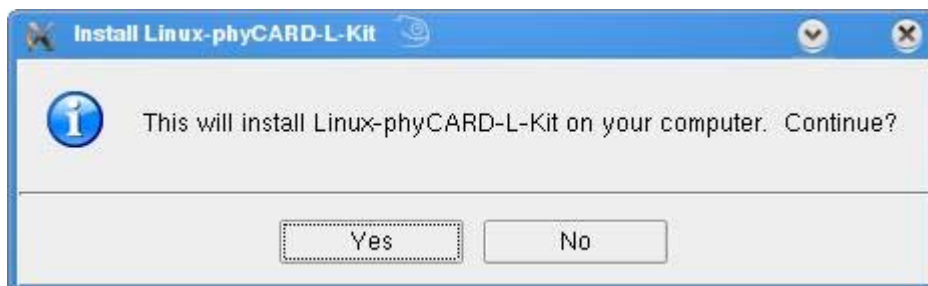 Install Linux-phyCARD-L-Kit
This will install Linux-phyCARD-L-Kit on your computer.  Continue?
Yes
No